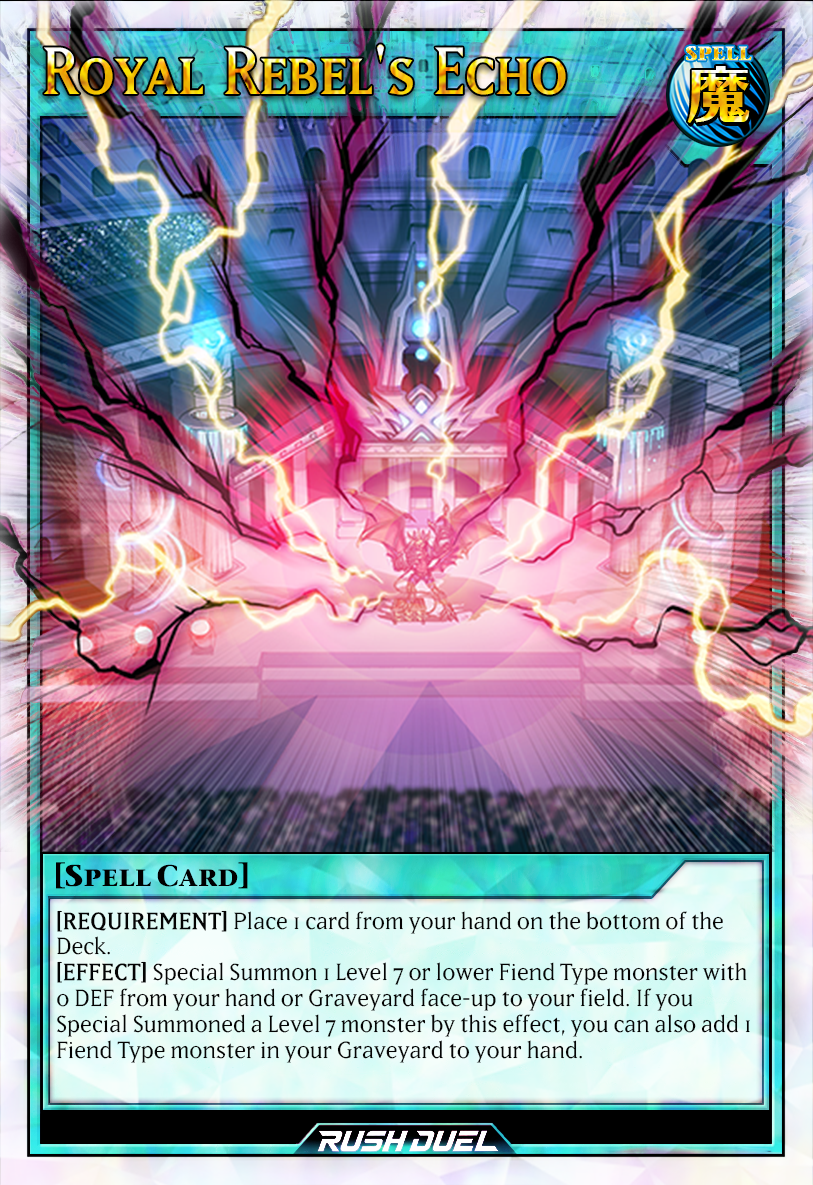 Royal Rebel's Echo
SPELL
魔
[Spell Card]
[REQUIREMENT] Place 1 card from your hand on the bottom of the
Deck.
[EFFECT] Special Summon 1 Level 7 or lower Fiend Type monster with
0 DEF from your hand or Graveyard face-up to your field. If you
Special Summoned a Level 7 monster by this effect, you can also add 1
Fiend Type monster in your Graveyard to your hand.
RUSH DUEL